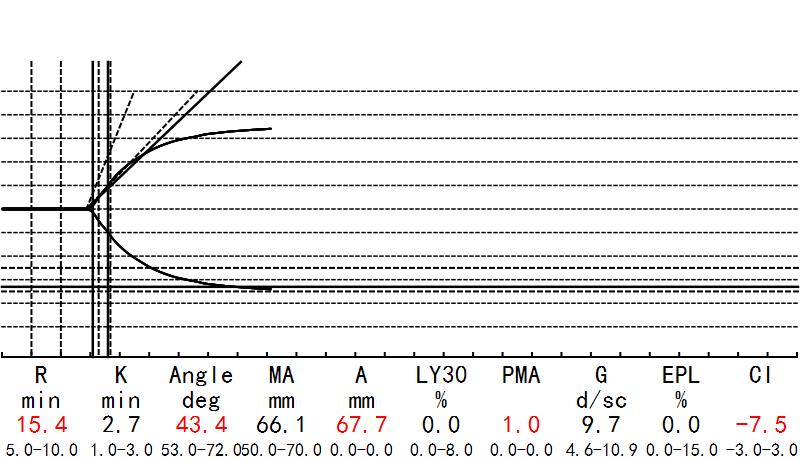 R K Angle MA A LY30 PMA G EPL CI
min min deg mm mm % d/sc %
15.4 2.7 43.4 66.1 67.7 0.0 1.0 9.7 0.0 -7.5
5.0-10.0 1.0-3.0 53.0-72.0 50.0-70.0 0.0-0.0 0.0-8.0 0.0-0.0 4.6-10.9 0.0-15.0 -3.0-3.0